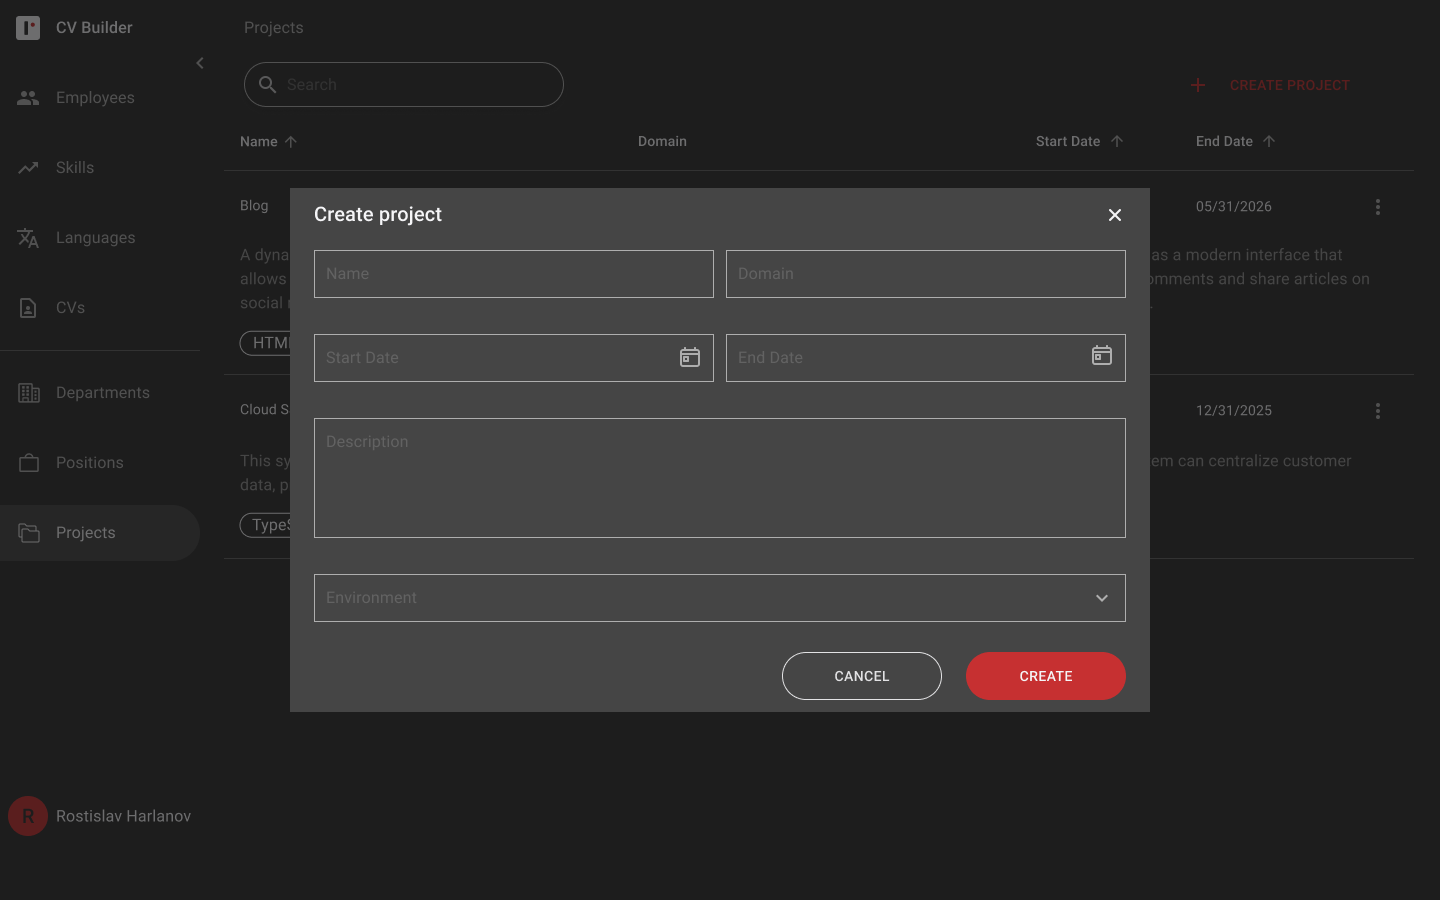 CV Builder
Employees
Skills
Languages
CVs
Departments
Positions
Projects
R
Rostislav Harlanov
Projects
Search
CREATE PROJECT
Name
Domain
Start Date
End Date
Blog
05/31/2026
A dyna
as a modern interface that
allows
omments and share articles on
social
HTM
Cloud S
12/31/2025
This sy
em can centralize customer
data, p
Type
Create project
Name
Domain
Start Date
End Date
Description
Environment
CANCEL
CREATE